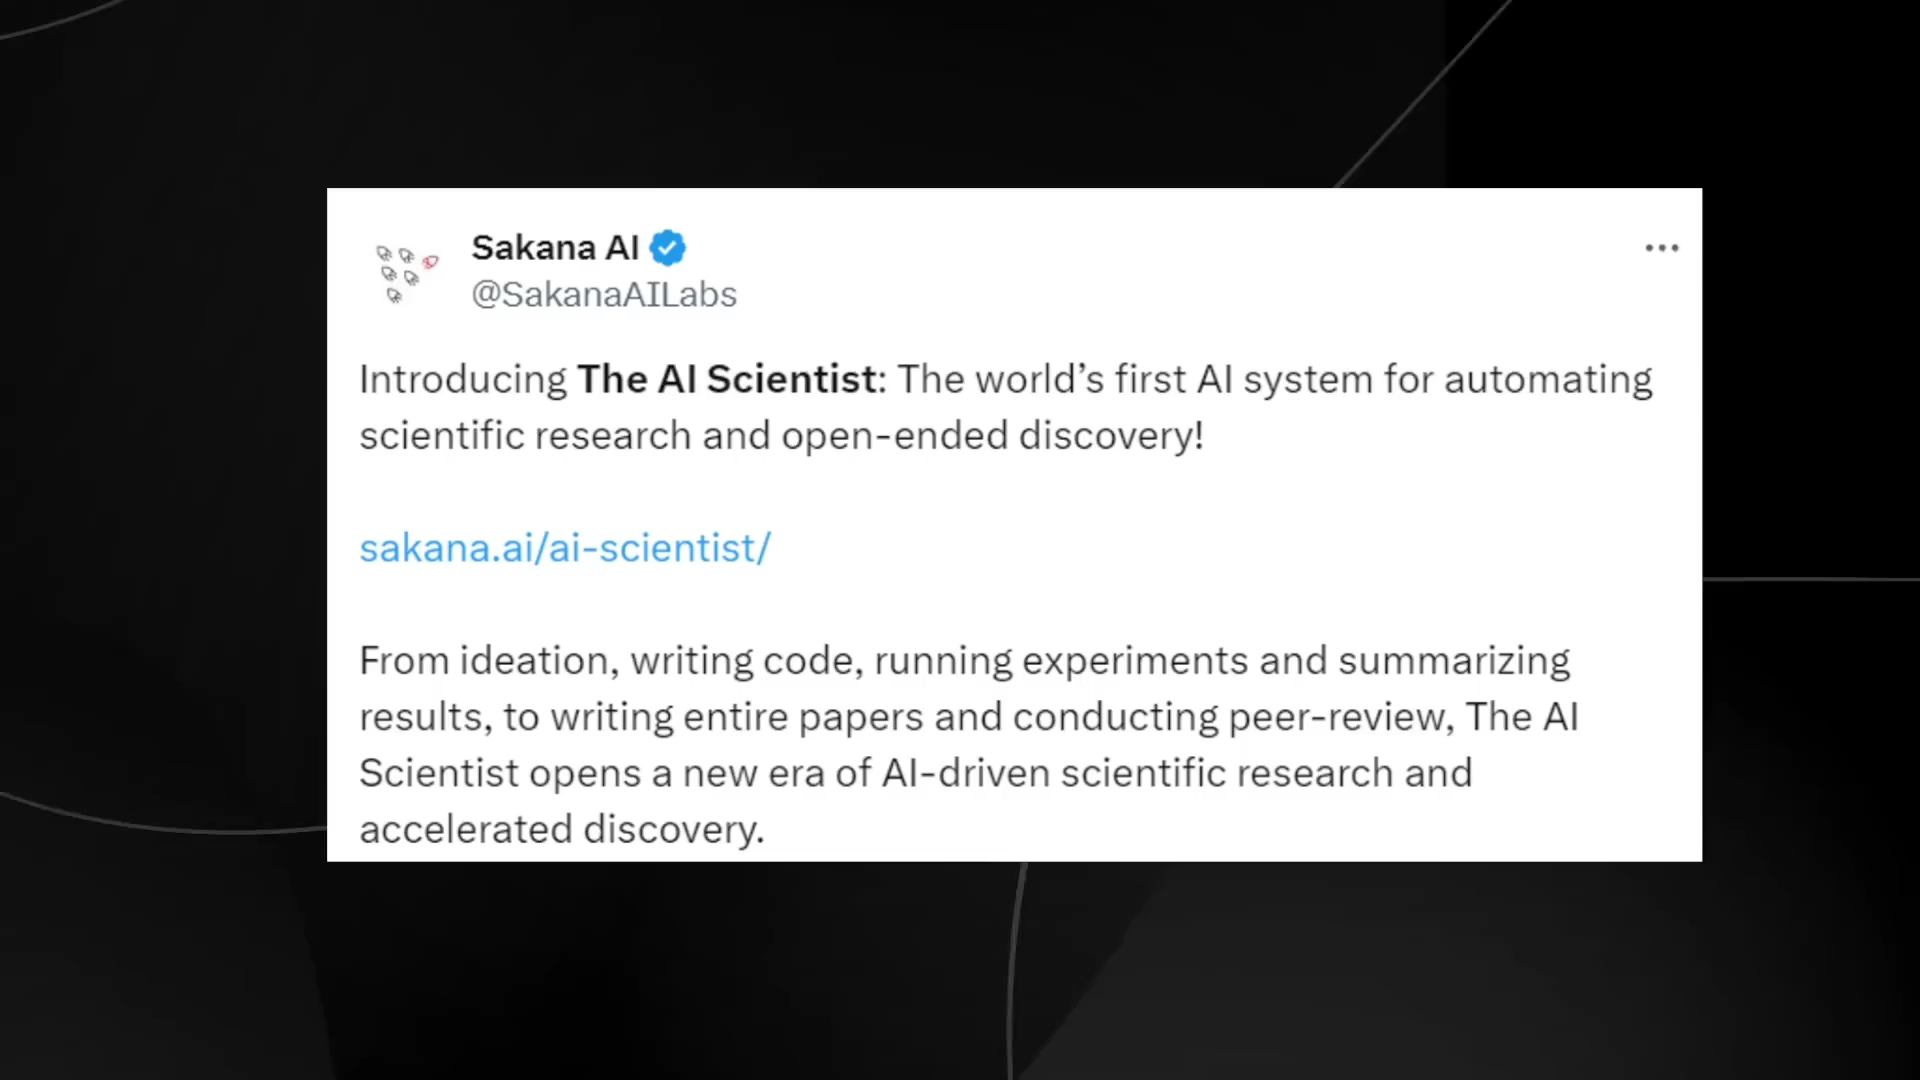 Sakana AI
@SakanaAILabs
Introducing The AI Scientist: The world’s first AI system for automating
scientific research and open-ended discovery!
sakana.ai/ai-scientist/
From ideation, writing code, running experiments and summarizing
results, to writing entire papers and conducting peer-review, The AI
Scientist opens a new era of AI-driven scientific research and
accelerated discovery.